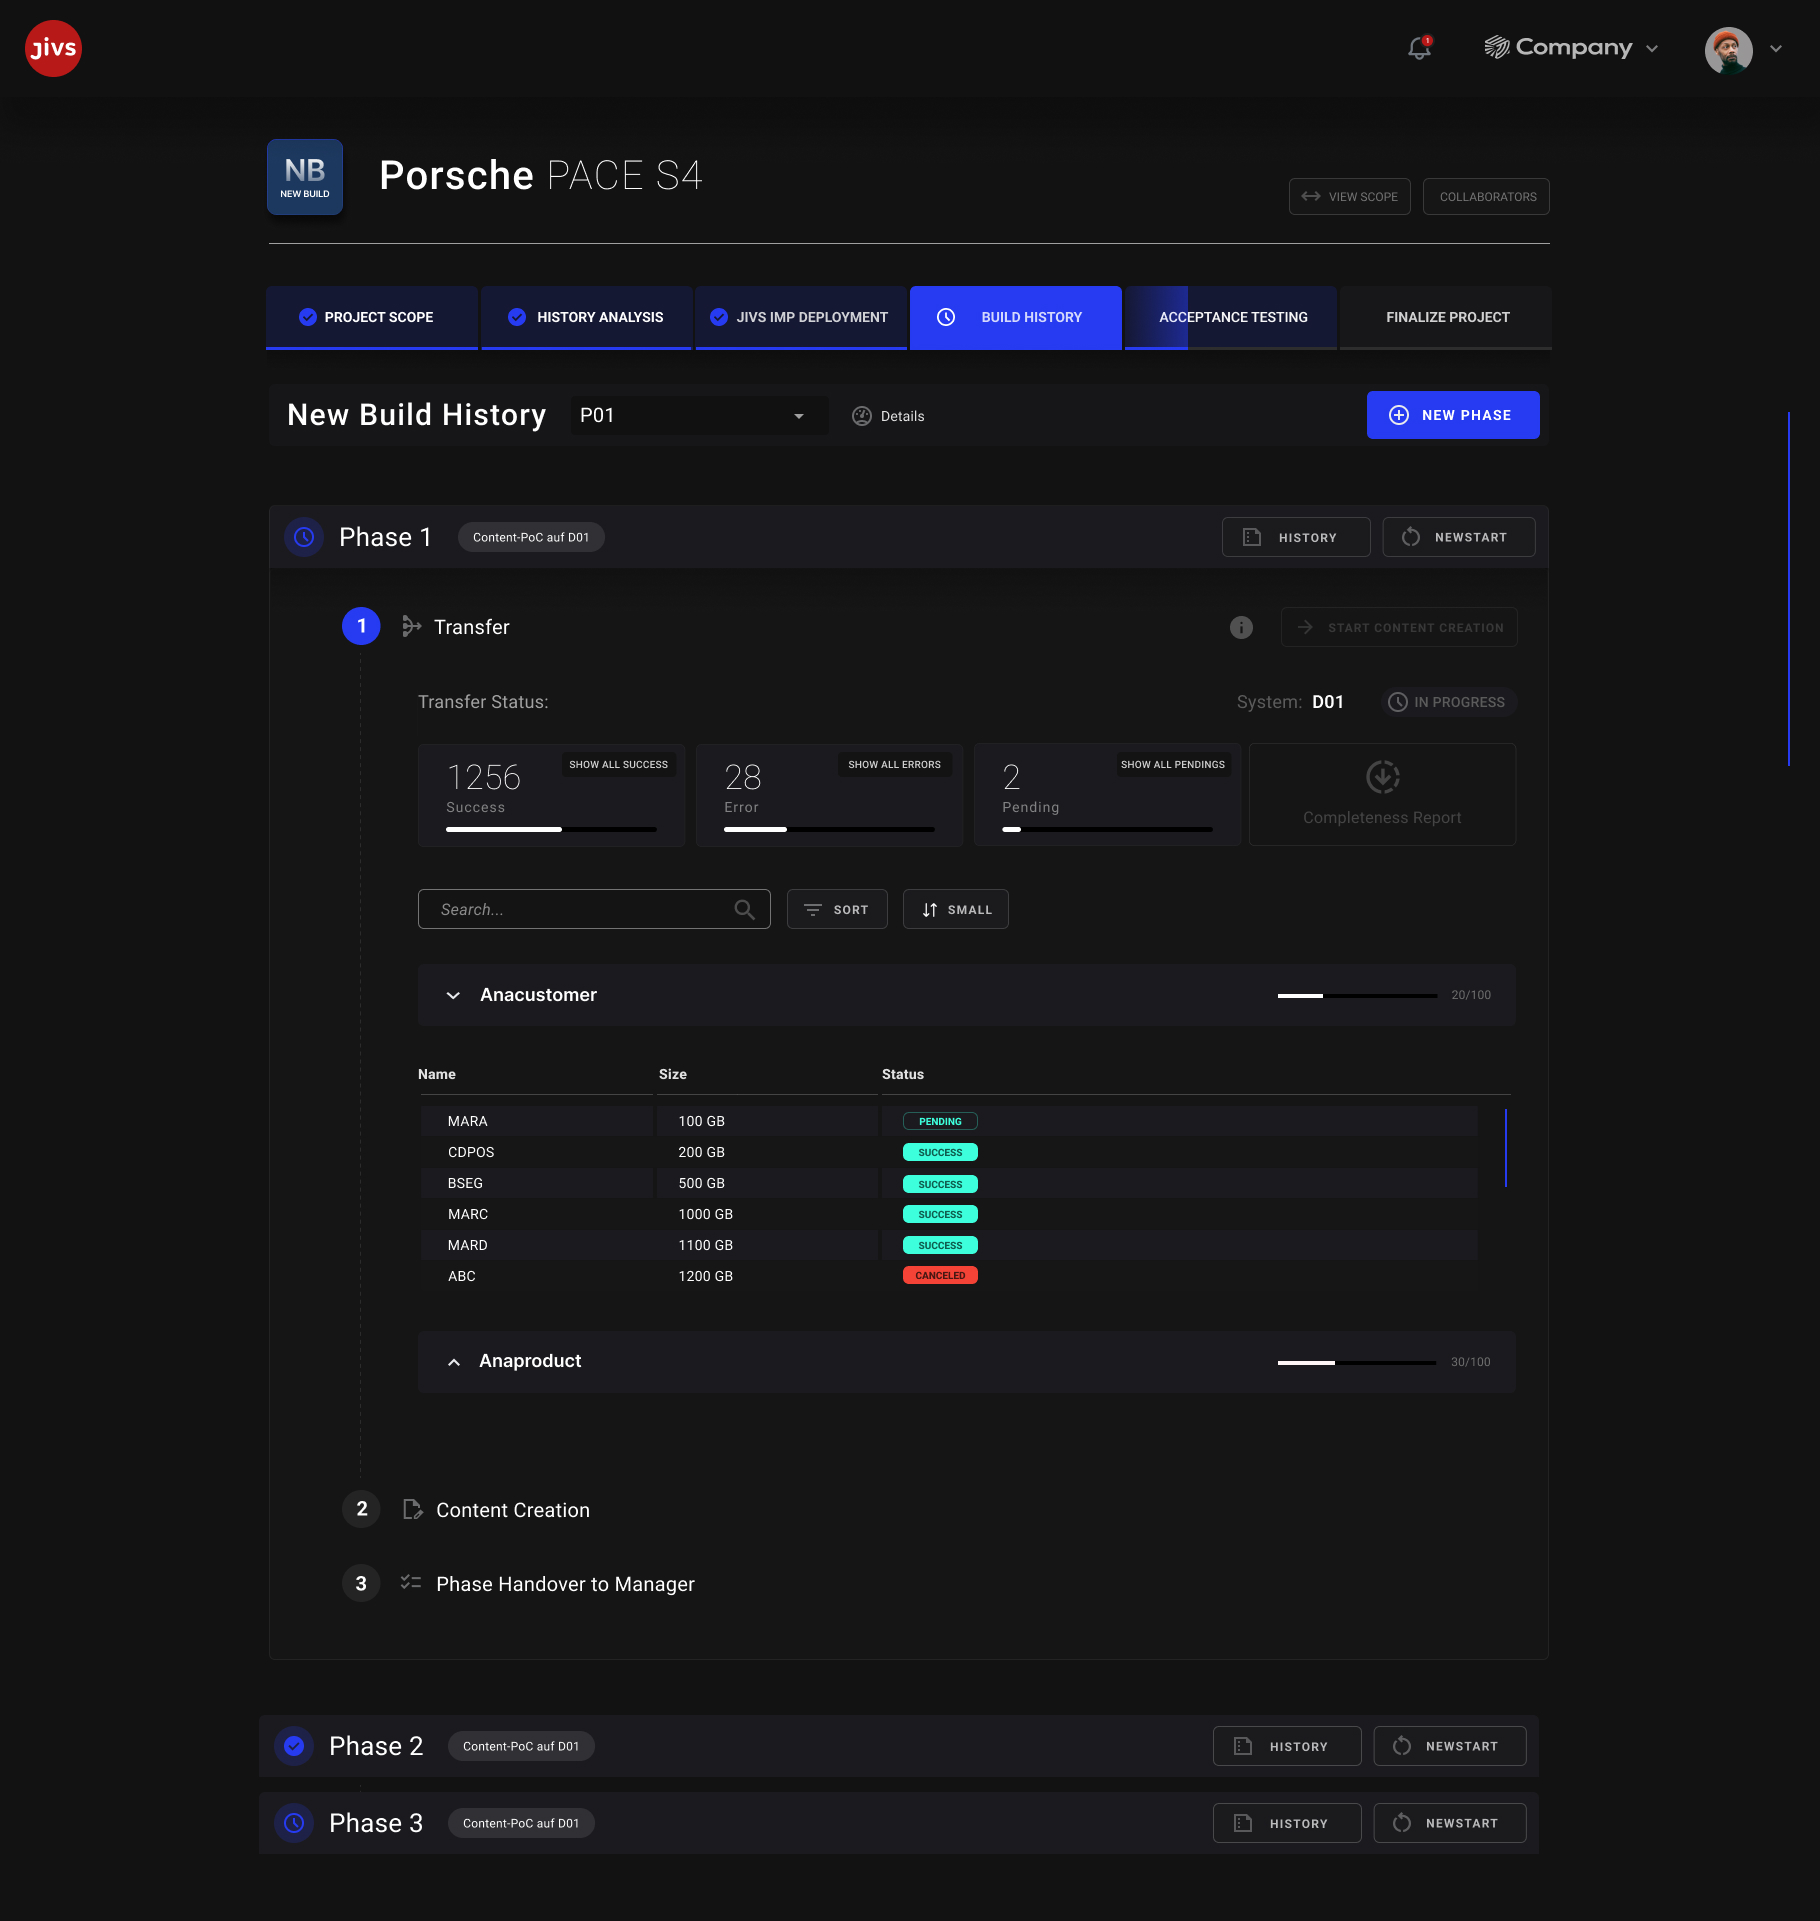 jivs
1
Company
NB
NEW BUILD
Porsche PACE S4
VIEW SCOPE
COLLABORATORS
PROJECT SCOPE
HISTORY ANALYSIS
JIVS IMP DEPLOYMENT
BUILD HISTORY
ACCEPTANCE TESTING
FINALIZE PROJECT
New Build History
P01
Details
NEW PHASE
Phase 1
Content-PoC auf D01
HISTORY
NEWSTART
1
Transfer
START CONTENT CREATION
Transfer Status:
System: D01
IN PROGRESS
1256
Success
SHOW ALL SUCCESS
28
Error
SHOW ALL ERRORS
2
Pending
SHOW ALL PENDINGS
Completeness Report
Search...
SORT
SMALL
Anacustomer
20/100
Name Size Status
MARA 100 GB PENDING
CDPOS 200 GB SUCCESS
BSEG 500 GB SUCCESS
MARC 1000 GB SUCCESS
MARD 1100 GB SUCCESS
ABC 1200 GB CANCELED
Anaproduct
30/100
2
Content Creation
3
Phase Handover to Manager
Phase 2
Content-PoC auf D01
HISTORY
NEWSTART
Phase 3
Content-PoC auf D01
HISTORY
NEWSTART